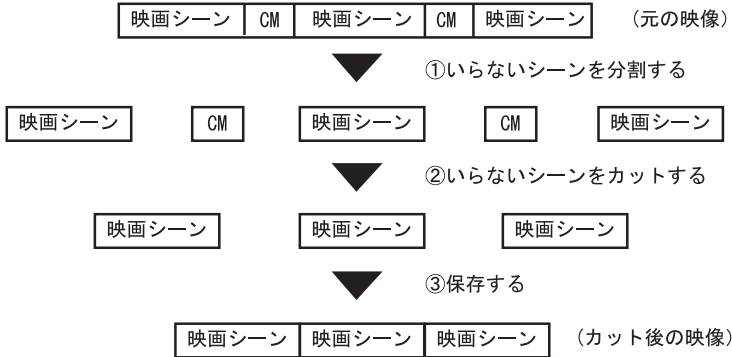 映画シーン CM 映画シーン CM 映画シーン (元の映像)
①いらないシーンを分割する
映画シーン CM 映画シーン CM 映画シーン
②いらないシーンをカットする
映画シーン 映画シーン 映画シーン
③保存する
映画シーン 映画シーン 映画シーン (カット後の映像)